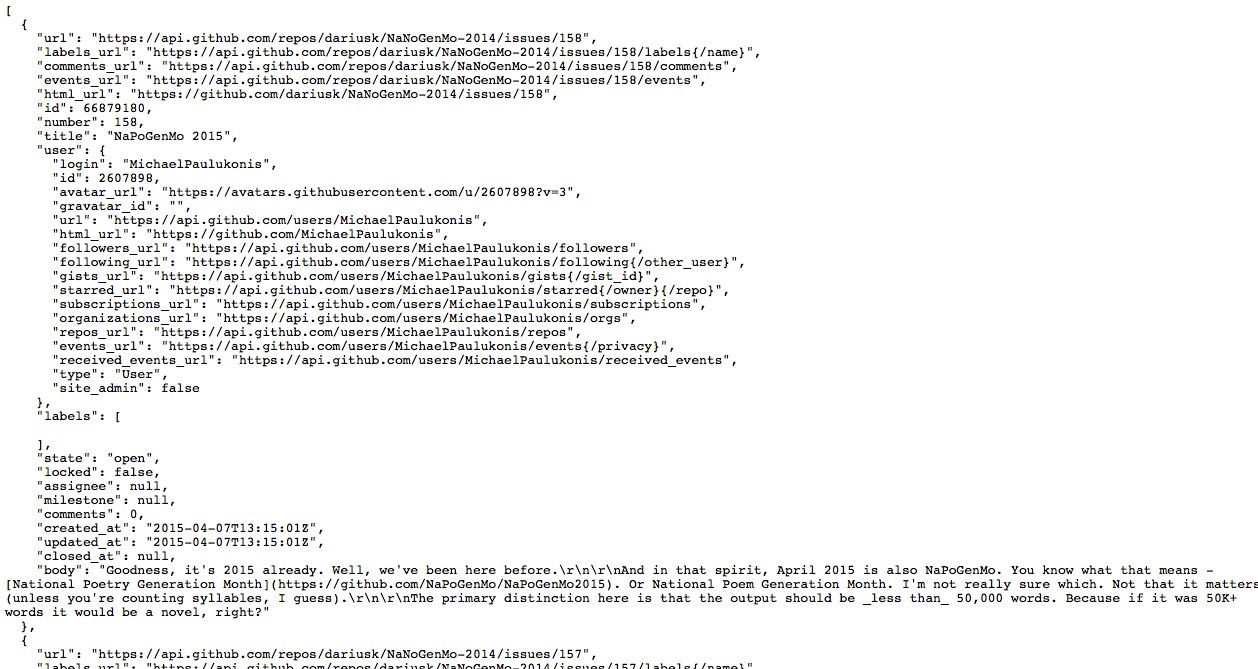 [
  {
    "url": "https://api.github.com/repos/dariusk/NaNoGenMo-2014/issues/158",
    "labels_url": "https://api.github.com/repos/dariusk/NaNoGenMo-2014/issues/158/labels{/name}",
    "comments_url": "https://api.github.com/repos/dariusk/NaNoGenMo-2014/issues/158/comments",
    "events_url": "https://api.github.com/repos/dariusk/NaNoGenMo-2014/issues/158/events",
    "html_url": "https://github.com/dariusk/NaNoGenMo-2014/issues/158",
    "id": 66879180,
    "number": 158,
    "title": "NaPoGenMo 2015",
    "user": {
      "login": "MichaelPaulukonis",
      "id": 2607898,
      "avatar_url": "https://avatars.githubusercontent.com/u/2607898?v=3",
      "gravatar_id": "",
      "url": "https://api.github.com/users/MichaelPaulukonis",
      "html_url": "https://github.com/MichaelPaulukonis",
      "followers_url": "https://api.github.com/users/MichaelPaulukonis/followers",
      "following_url": "https://api.github.com/users/MichaelPaulukonis/following{/other_user}",
      "gists_url": "https://api.github.com/users/MichaelPaulukonis/gists{/gist_id}",
      "starred_url": "https://api.github.com/users/MichaelPaulukonis/starred{/owner}{/repo}",
      "subscriptions_url": "https://api.github.com/users/MichaelPaulukonis/subscriptions",
      "organizations_url": "https://api.github.com/users/MichaelPaulukonis/orgs",
      "repos_url": "https://api.github.com/users/MichaelPaulukonis/repos",
      "events_url": "https://api.github.com/users/MichaelPaulukonis/events{/privacy}",
      "received_events_url": "https://api.github.com/users/MichaelPaulukonis/received_events",
      "type": "User",
      "site_admin": false
    },
    "labels": [

    ],
    "state": "open",
    "locked": false,
    "assignee": null,
    "milestone": null,
    "comments": 0,
    "created_at": "2015-04-07T13:15:01Z",
    "updated_at": "2015-04-07T13:15:01Z",
    "closed_at": null,
    "body": "Goodness, it's 2015 already. Well, we've been here before.\r\n\r\nAnd in that spirit, April 2015 is also NaPoGenMo. You know what that means -
[National Poetry Generation Month](https://github.com/NaPoGenMo/NaPoGenMo2015). Or National Poem Generation Month. I'm not really sure which. Not that it matters
(unless you're counting syllables, I guess).\r\n\r\nThe primary distinction here is that the output should be _less than_ 50,000 words. Because if it was 50K+
words it would be a novel, right?"
  },
  {
    "url": "https://api.github.com/repos/dariusk/NaNoGenMo-2014/issues/157",
    "labels_url": "https://api.github.com/repos/dariusk/NaNoGenMo-2014/issues/157/labels{/name}"